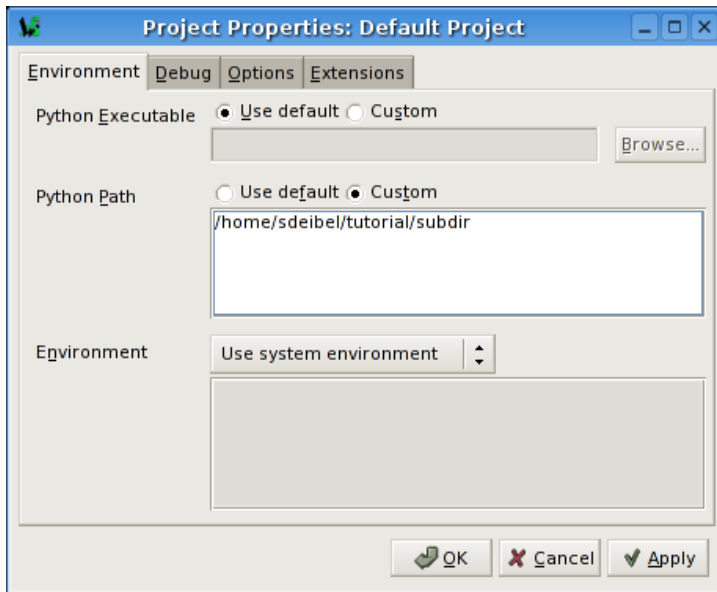 Project Properties: Default Project
Environment Debug Options Extensions
Python Executable Use default Custom
Browse...
Python Path Use default Custom
/home/sdeibel/tutorial/subdir
Environment Use system environment
OK Cancel Apply